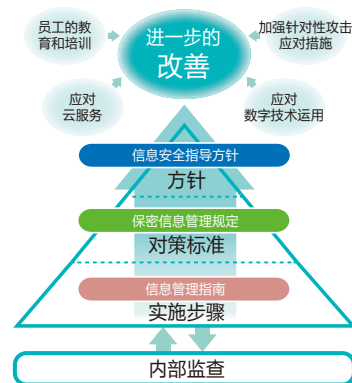 员工的教
育和培训
进一步的
改善
加强针对性攻击
应对措施
应对
云服务
应对
数字技术运用
信息安全指导方针
方针
保密信息管理规定
对策标准
信息管理指南
实施步骤
内部监查